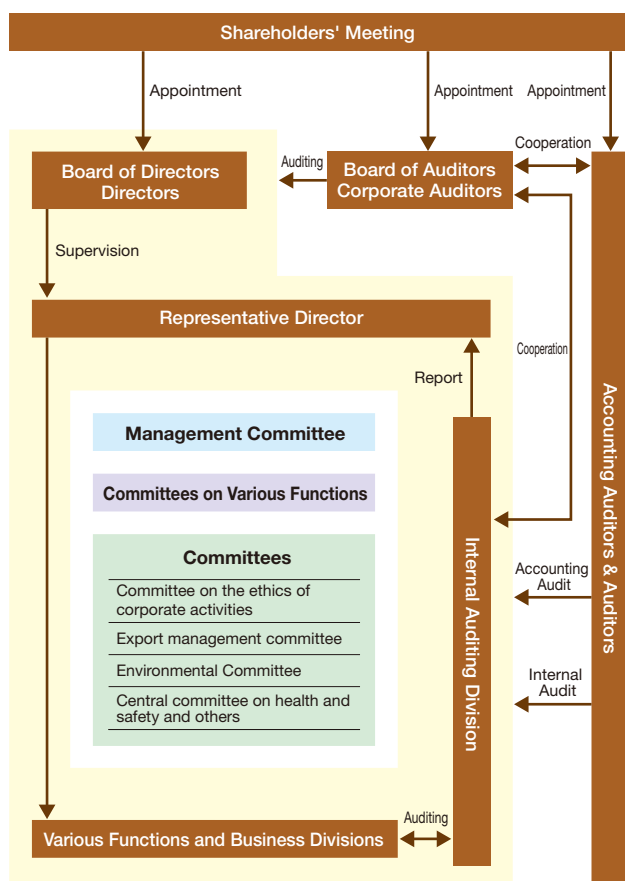 Shareholders' Meeting
Appointment
Appointment
Appointment
Cooperation
Board of Directors
Directors
Auditing
Board of Auditors
Corporate Auditors
Supervision
Representative Director
Cooperation
Report
Management Committee
Committees on Various Functions
Committees
Committee on the ethics of
corporate activities
Export management committee
Environmental Committee
Central committee on health and
safety and others
Internal Auditing Division
Accounting Auditors & Auditors
Accounting
Audit
Internal
Audit
Various Functions and Business Divisions
Auditing